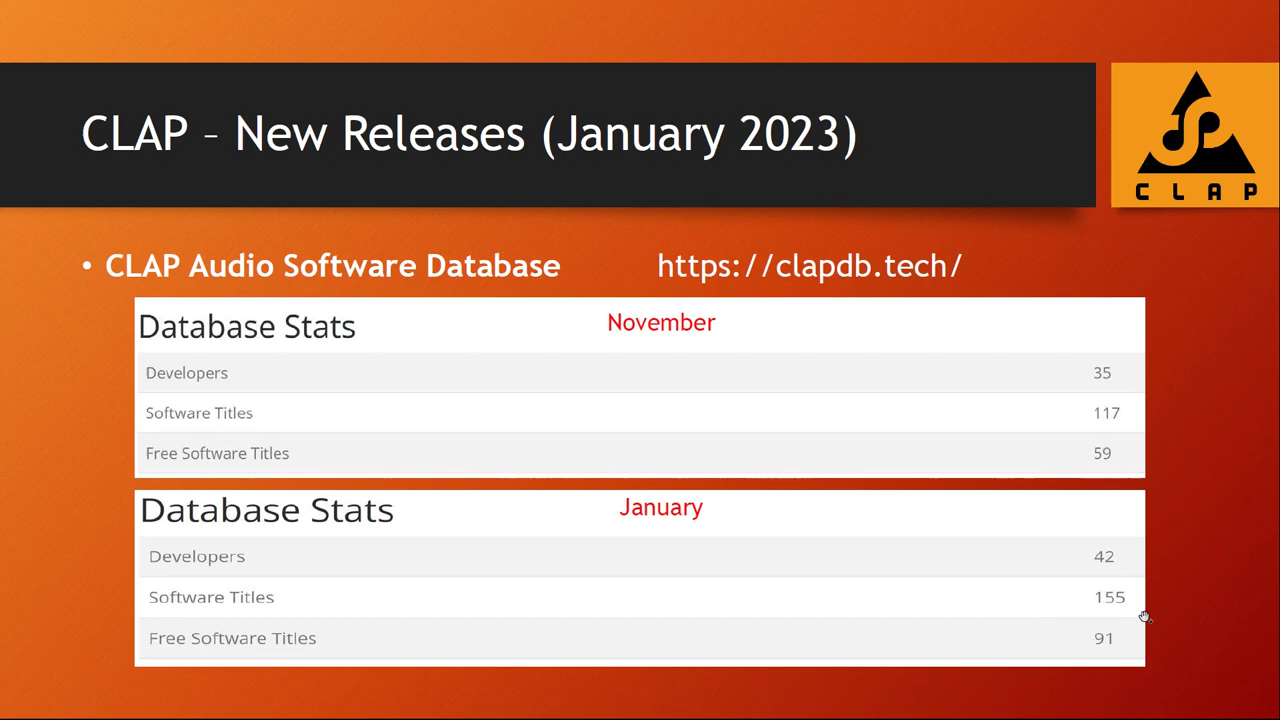 CLAP – New Releases (January 2023)
CLAP
• CLAP Audio Software Database https://clapdb.tech/
Database Stats November
Developers 35
Software Titles 117
Free Software Titles 59
Database Stats January
Developers 42
Software Titles 155
Free Software Titles 91